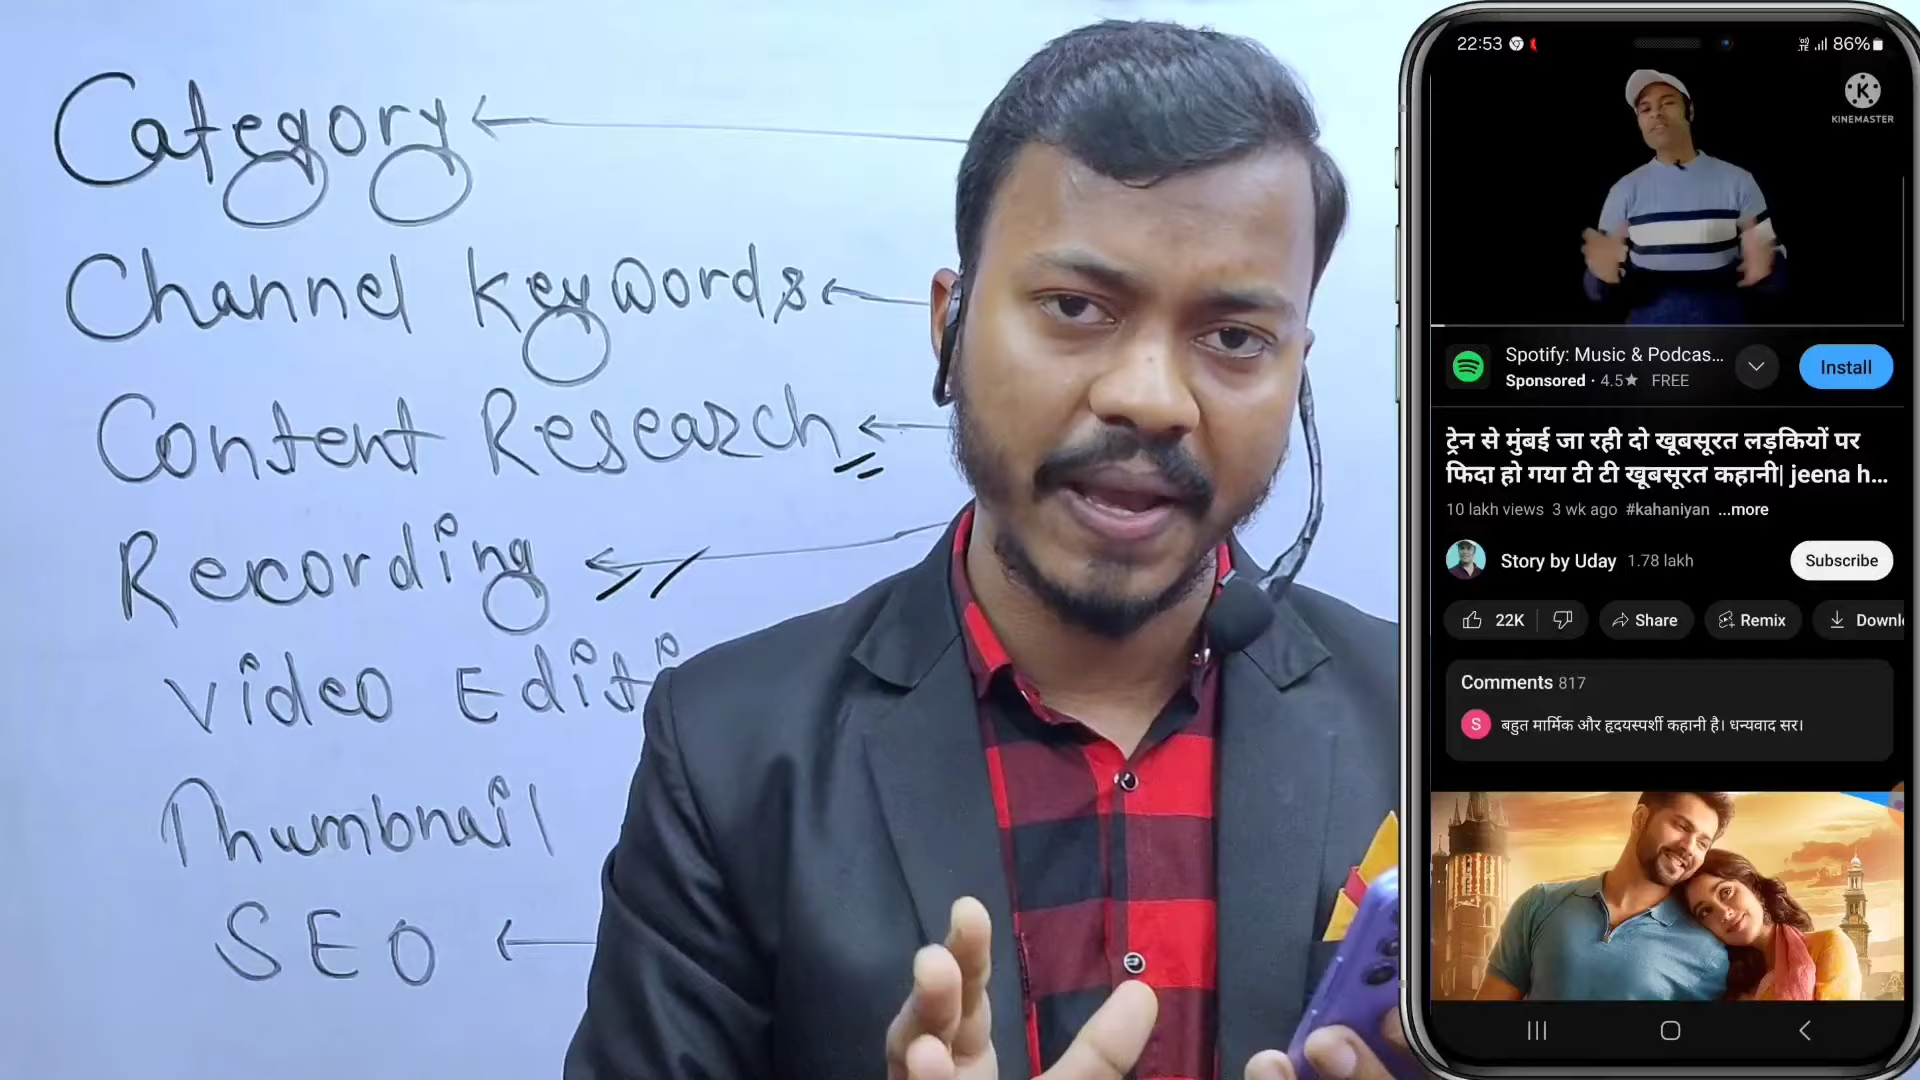 Category
Channel Keywords
Content Research
Recording
Video Editi
Thumbnail
SEO
22:53
86%
K
KINEMASTER
Spotify: Music & Podcas...
Sponsored · 4.5★ FREE
Install
ट्रेन से मुंबई जा रही दो खूबसूरत लड़कियों पर
फिदा हो गया टी टी खूबसूरत कहानी| jeena h...
10 lakh views 3 wk ago #kahaniyan ...more
Story by Uday 1.78 lakh
Subscribe
22K
Share
Remix
Downl
Comments 817
S
बहुत मार्मिक और हृदयस्पर्शी कहानी है। धन्यवाद सर।